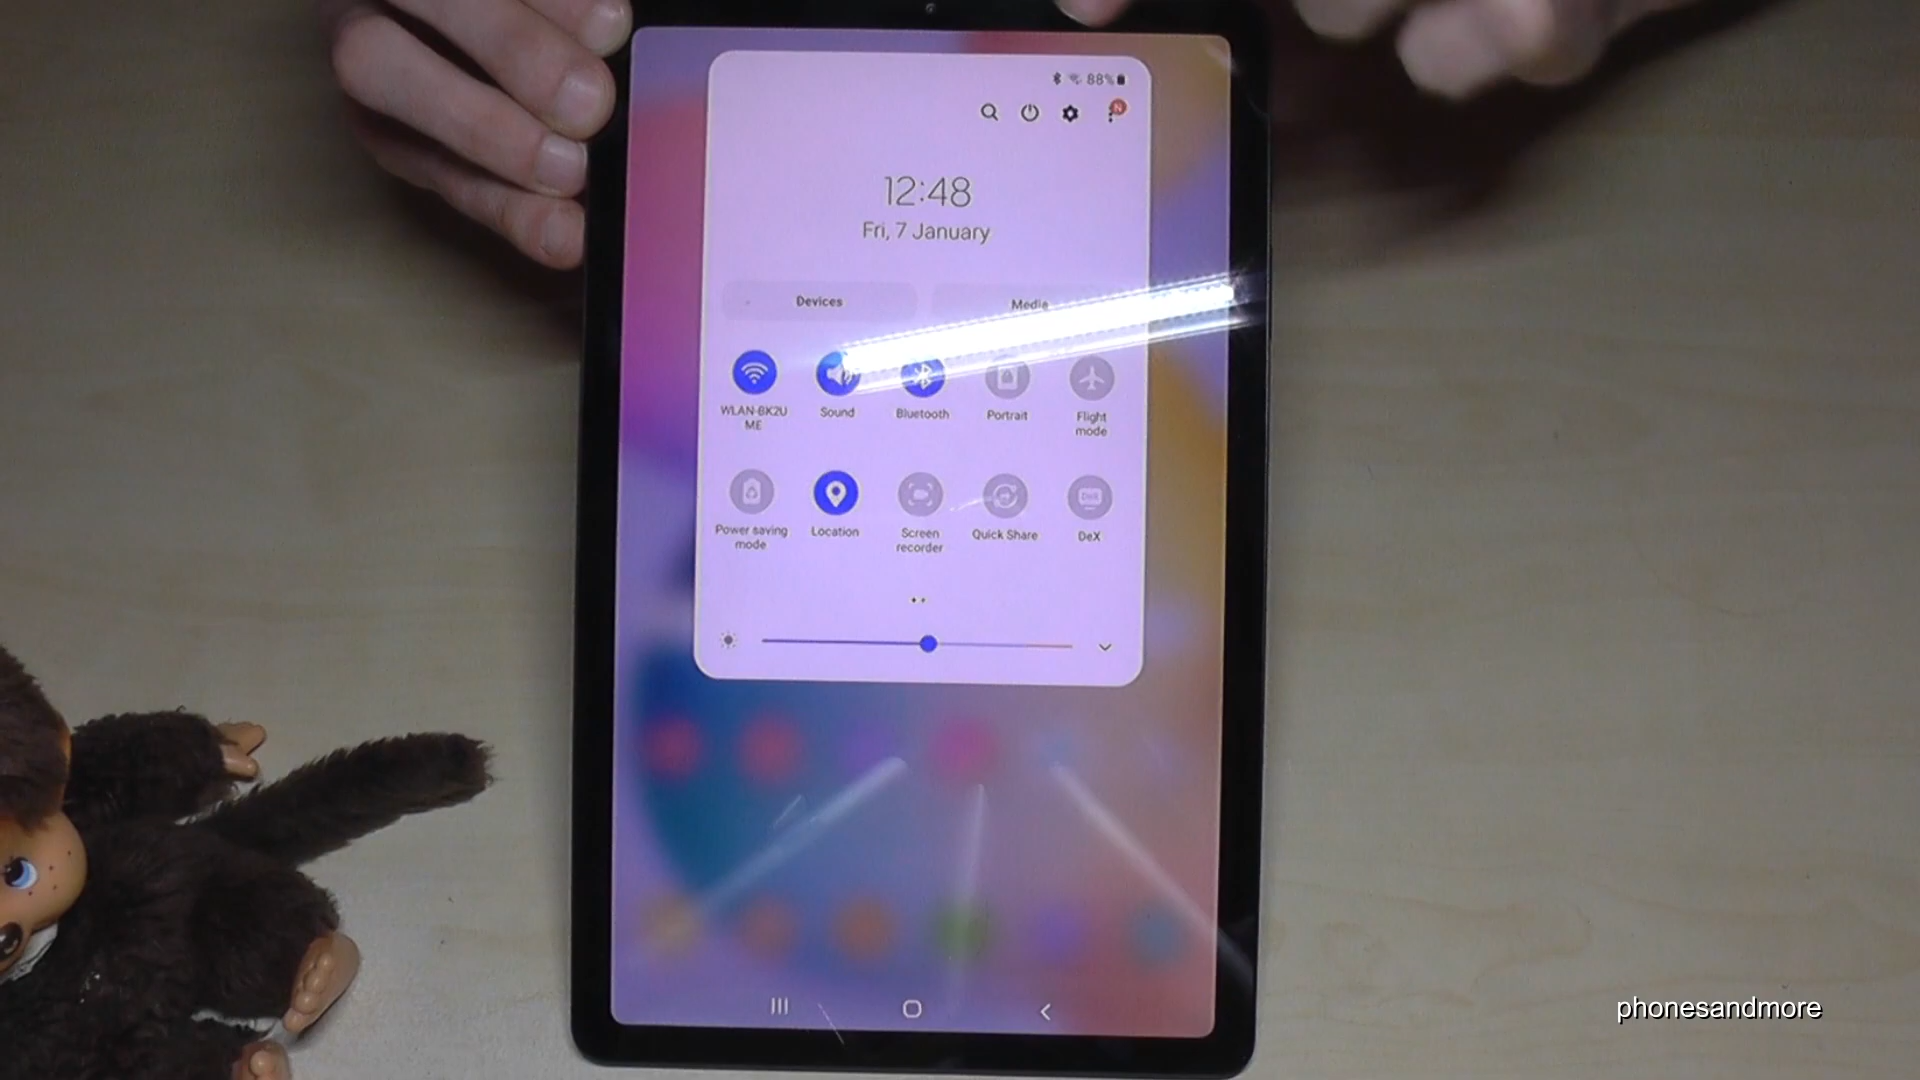 88%
N
12:48
Fri, 7 January
Devices
Media
WLAN-BK2U
ME
Sound
Bluetooth
Portrait
Flight
mode
Power saving
mode
Location
Screen
recorder
Quick Share
DeX
DeX
phonesandmore